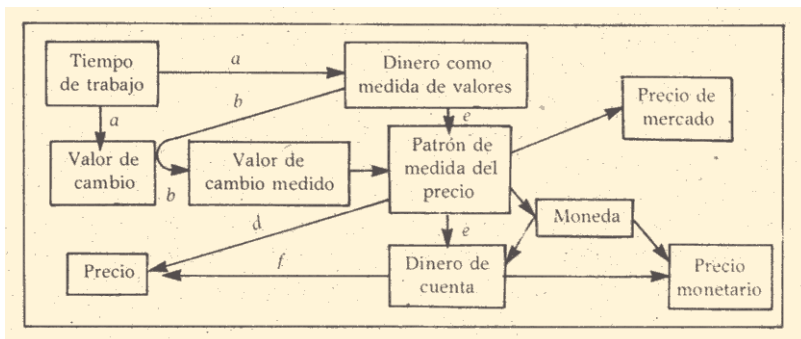 Tiempo
de trabajo
a
Dinero como
medida de valores
b
a
e
Precio de
mercado
Valor de
cambio
b
Valor de
cambio medido
Patrón de
medida del
precio
d
e
Moneda
Precio
f
Dinero de
cuenta
Precio
monetario